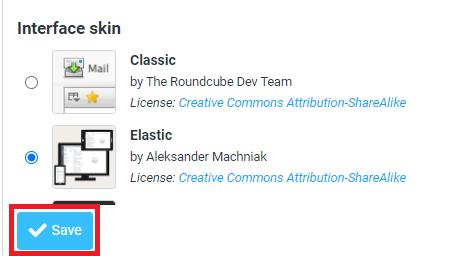 Interface skin
Mail
Classic
by The Roundcube Dev Team
License: Creative Commons Attribution-ShareAlike
Elastic
by Aleksander Machniak
License: Creative Commons Attribution-ShareAlike
Save